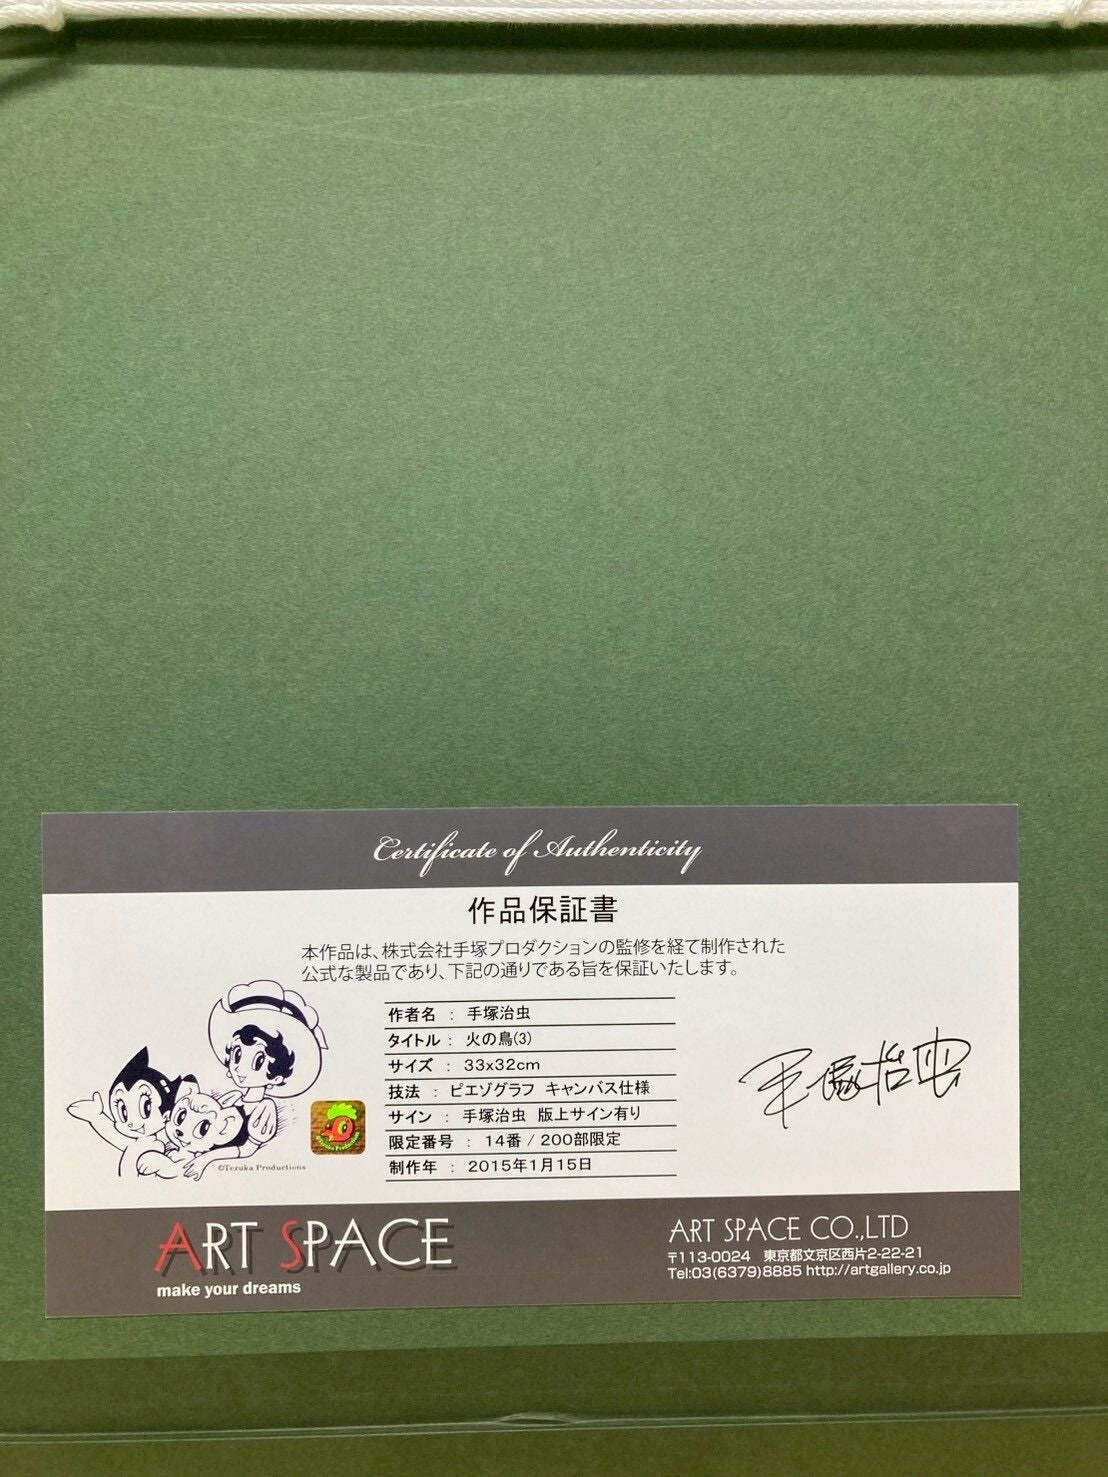 Certificate of Authenticity
作品保証書
本作品は、株式会社手塚プロダクションの監修を経て制作された
公式な製品であり、下記の通りである旨を保証いたします。
作者名 : 手塚治虫
タイトル : 火の鳥(3)
サイズ : 33x32cm
技法 : ピエゾグラフ キャンバス仕様
サイン : 手塚治虫 版上サイン有り
限定番号 : 14番 / 200部限定
制作年 : 2015年1月15日
手塚治虫
©Tezuka Productions
ART SPACE
make your dreams
ART SPACE CO.,LTD
〒113-0024 東京都文京区西片2-22-21
Tel:03(6379)8885 http://artgallery.co.jp